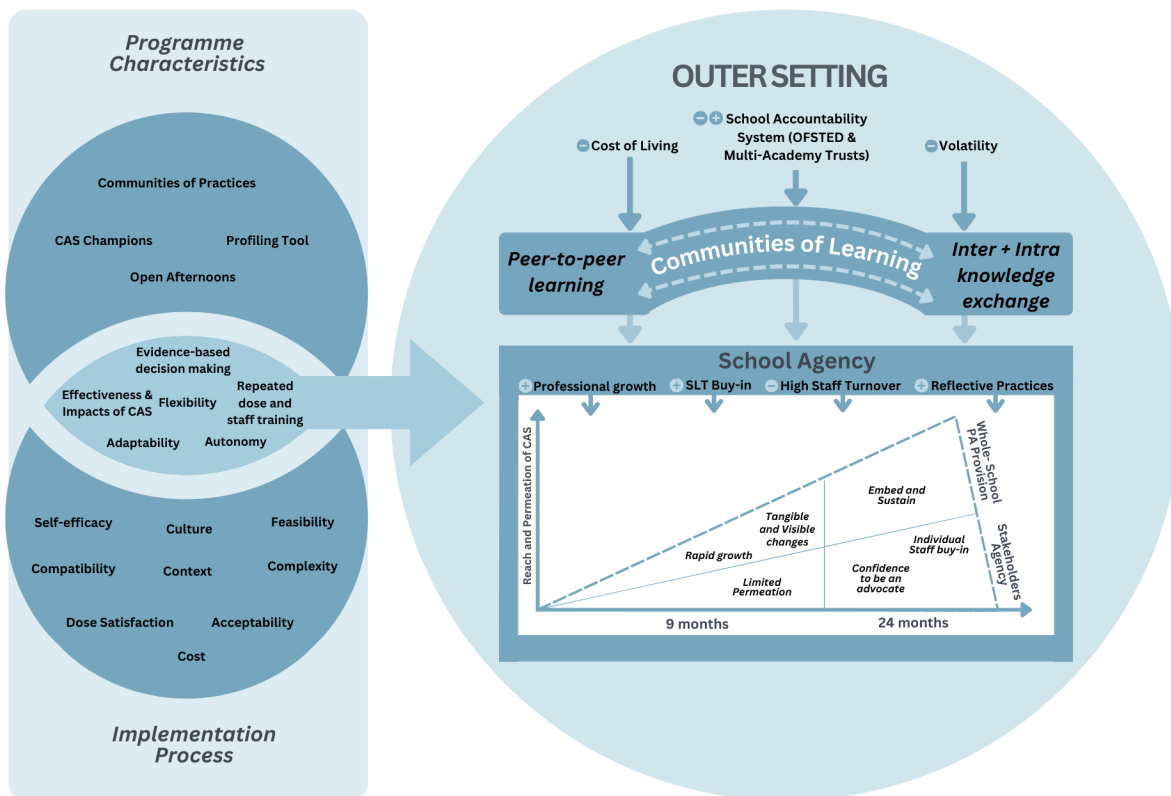 Programme
Characteristics
Communities of Practices
CAS Champions
Profiling Tool
Open Afternoons
Evidence-based
decision making
Effectiveness &
Impacts of CAS
Flexibility
Repeated
dose and
staff training
Adaptability
Autonomy
Self-efficacy
Culture
Feasibility
Compatibility
Context
Complexity
Dose Satisfaction
Acceptability
Cost
Implementation
Process
OUTER SETTING
− Cost of Living
− + School Accountability
System (OFSTED &
Multi-Academy Trusts)
− Volatility
Peer-to-peer
learning
Communities of Learning
Inter + Intra
knowledge
exchange
School Agency
+ Professional growth
+ SLT Buy-in
− High Staff Turnover
+ Reflective Practices
Reach and Permeation of CAS
Rapid growth
Tangible
and Visible
changes
Limited
Permeation
Embed and
Sustain
Individual
Staff buy-in
Confidence
to be an
advocate
Whole- School
PA Provision
Stakeholders
Agency
9 months
24 months